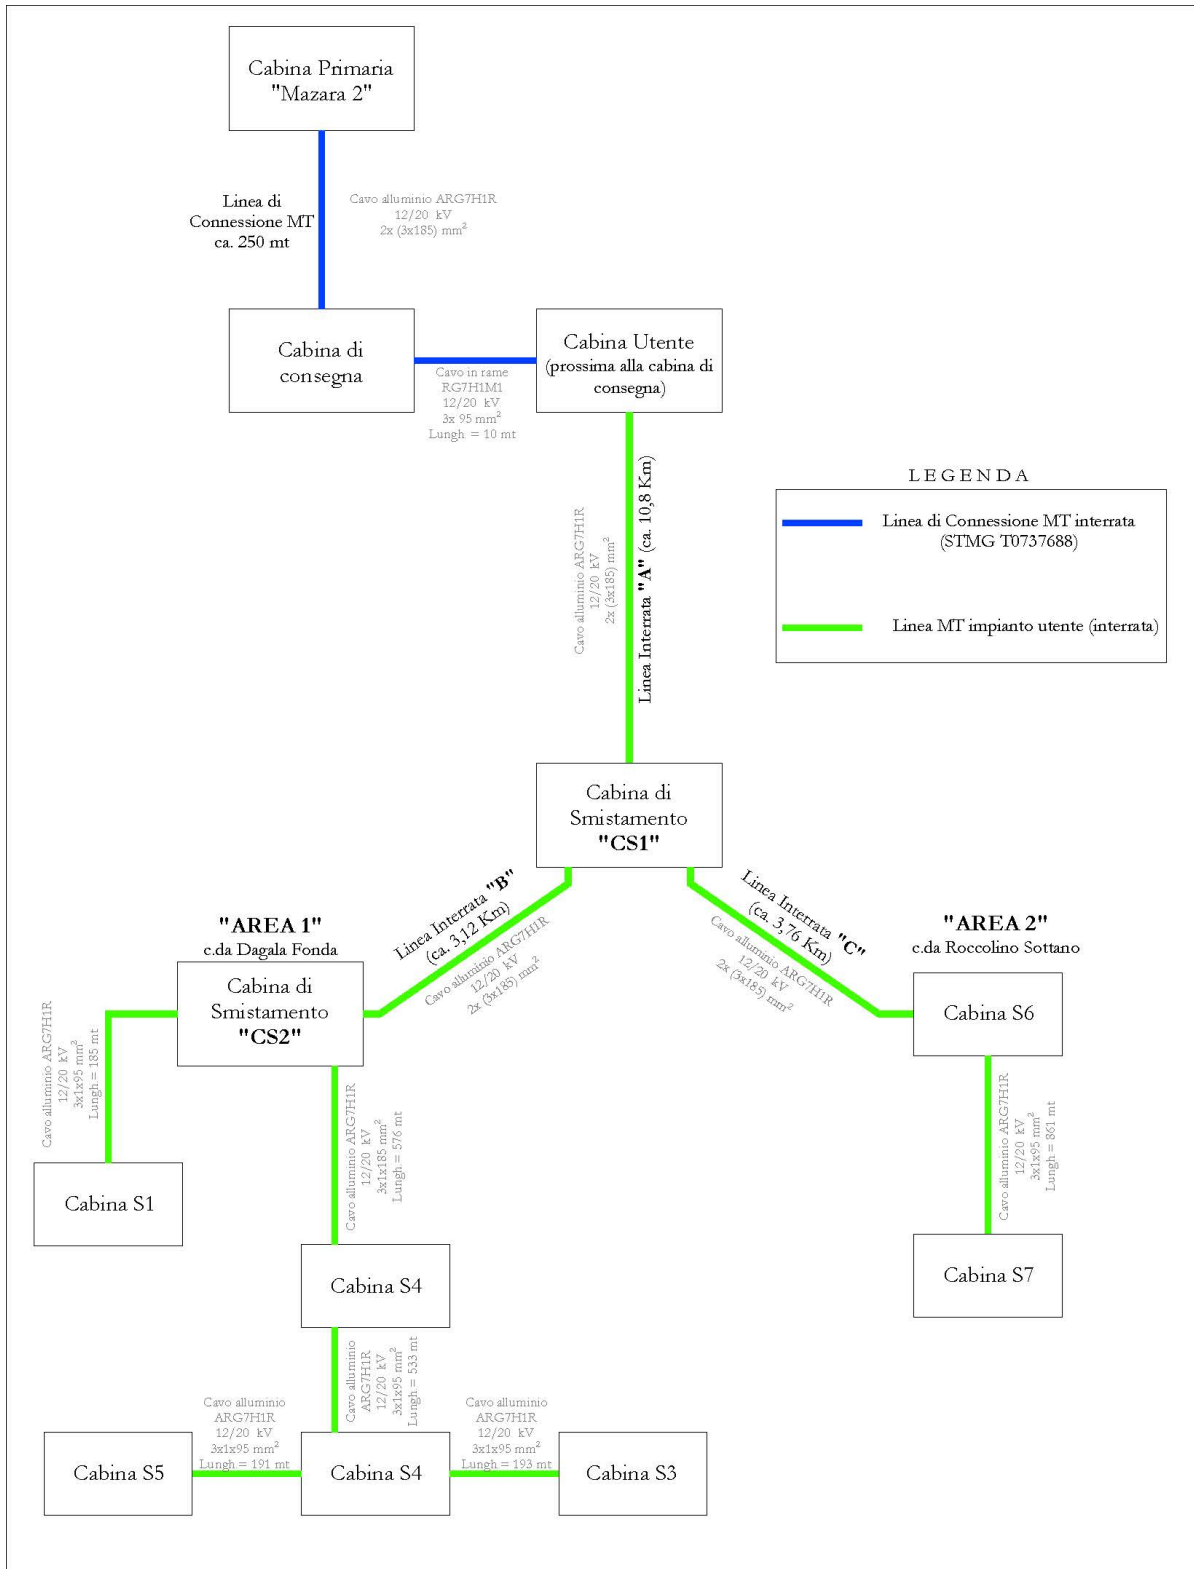 Cabina Primaria
"Mazara 2"
Linea di
Connessione MT
ca. 250 mt
Cavo alluminio ARG7H1R
12/20 kV
2x (3x185) mm²
Cabina di
consegna
Cavo in rame
RG7H1M1
12/20 kV
3x 95 mm²
Lungh = 10 mt
Cabina Utente
(prossima alla cabina di
consegna)
Cavo alluminio ARG7H1R
12/20 kV
2x (3x185) mm²
Linea Interrata "A" (ca. 10,8 Km)
LEGENDA
Linea di Connessione MT interrata
(STMG T0737688)
Linea MT impianto utente (interrata)
Cabina di
Smistamento
"CS1"
Linea Interrata "B"
(ca. 3,12 Km)
Cavo alluminio ARG7H1R
12/20 kV
2x (3x185) mm²
Linea Interrata "C"
(ca. 3,76 Km)
Cavo alluminio ARG7H1R
12/20 kV
2x (3x185) mm²
"AREA 1"
c.da Dagala Fonda
Cabina di
Smistamento
"CS2"
"AREA 2"
c.da Roccolino Sottano
Cabina S6
Cavo alluminio ARG7H1R
12/20 kV
3x1x95 mm²
Lungh = 185 mt
Cabina S1
Cavo alluminio ARG7H1R
12/20 kV
3x1x185 mm²
Lungh = 576 mt
Cavo alluminio ARG7H1R
12/20 kV
3x1x95 mm²
Lungh = 861 mt
Cabina S7
Cabina S4
Cavo alluminio
ARG7H1R
12/20 kV
3x1x95 mm²
Lungh = 533 mt
Cabina S5
Cavo alluminio
ARG7H1R
12/20 kV
3x1x95 mm²
Lungh = 191 mt
Cabina S4
Cavo alluminio
ARG7H1R
12/20 kV
3x1x95 mm²
Lungh = 193 mt
Cabina S3